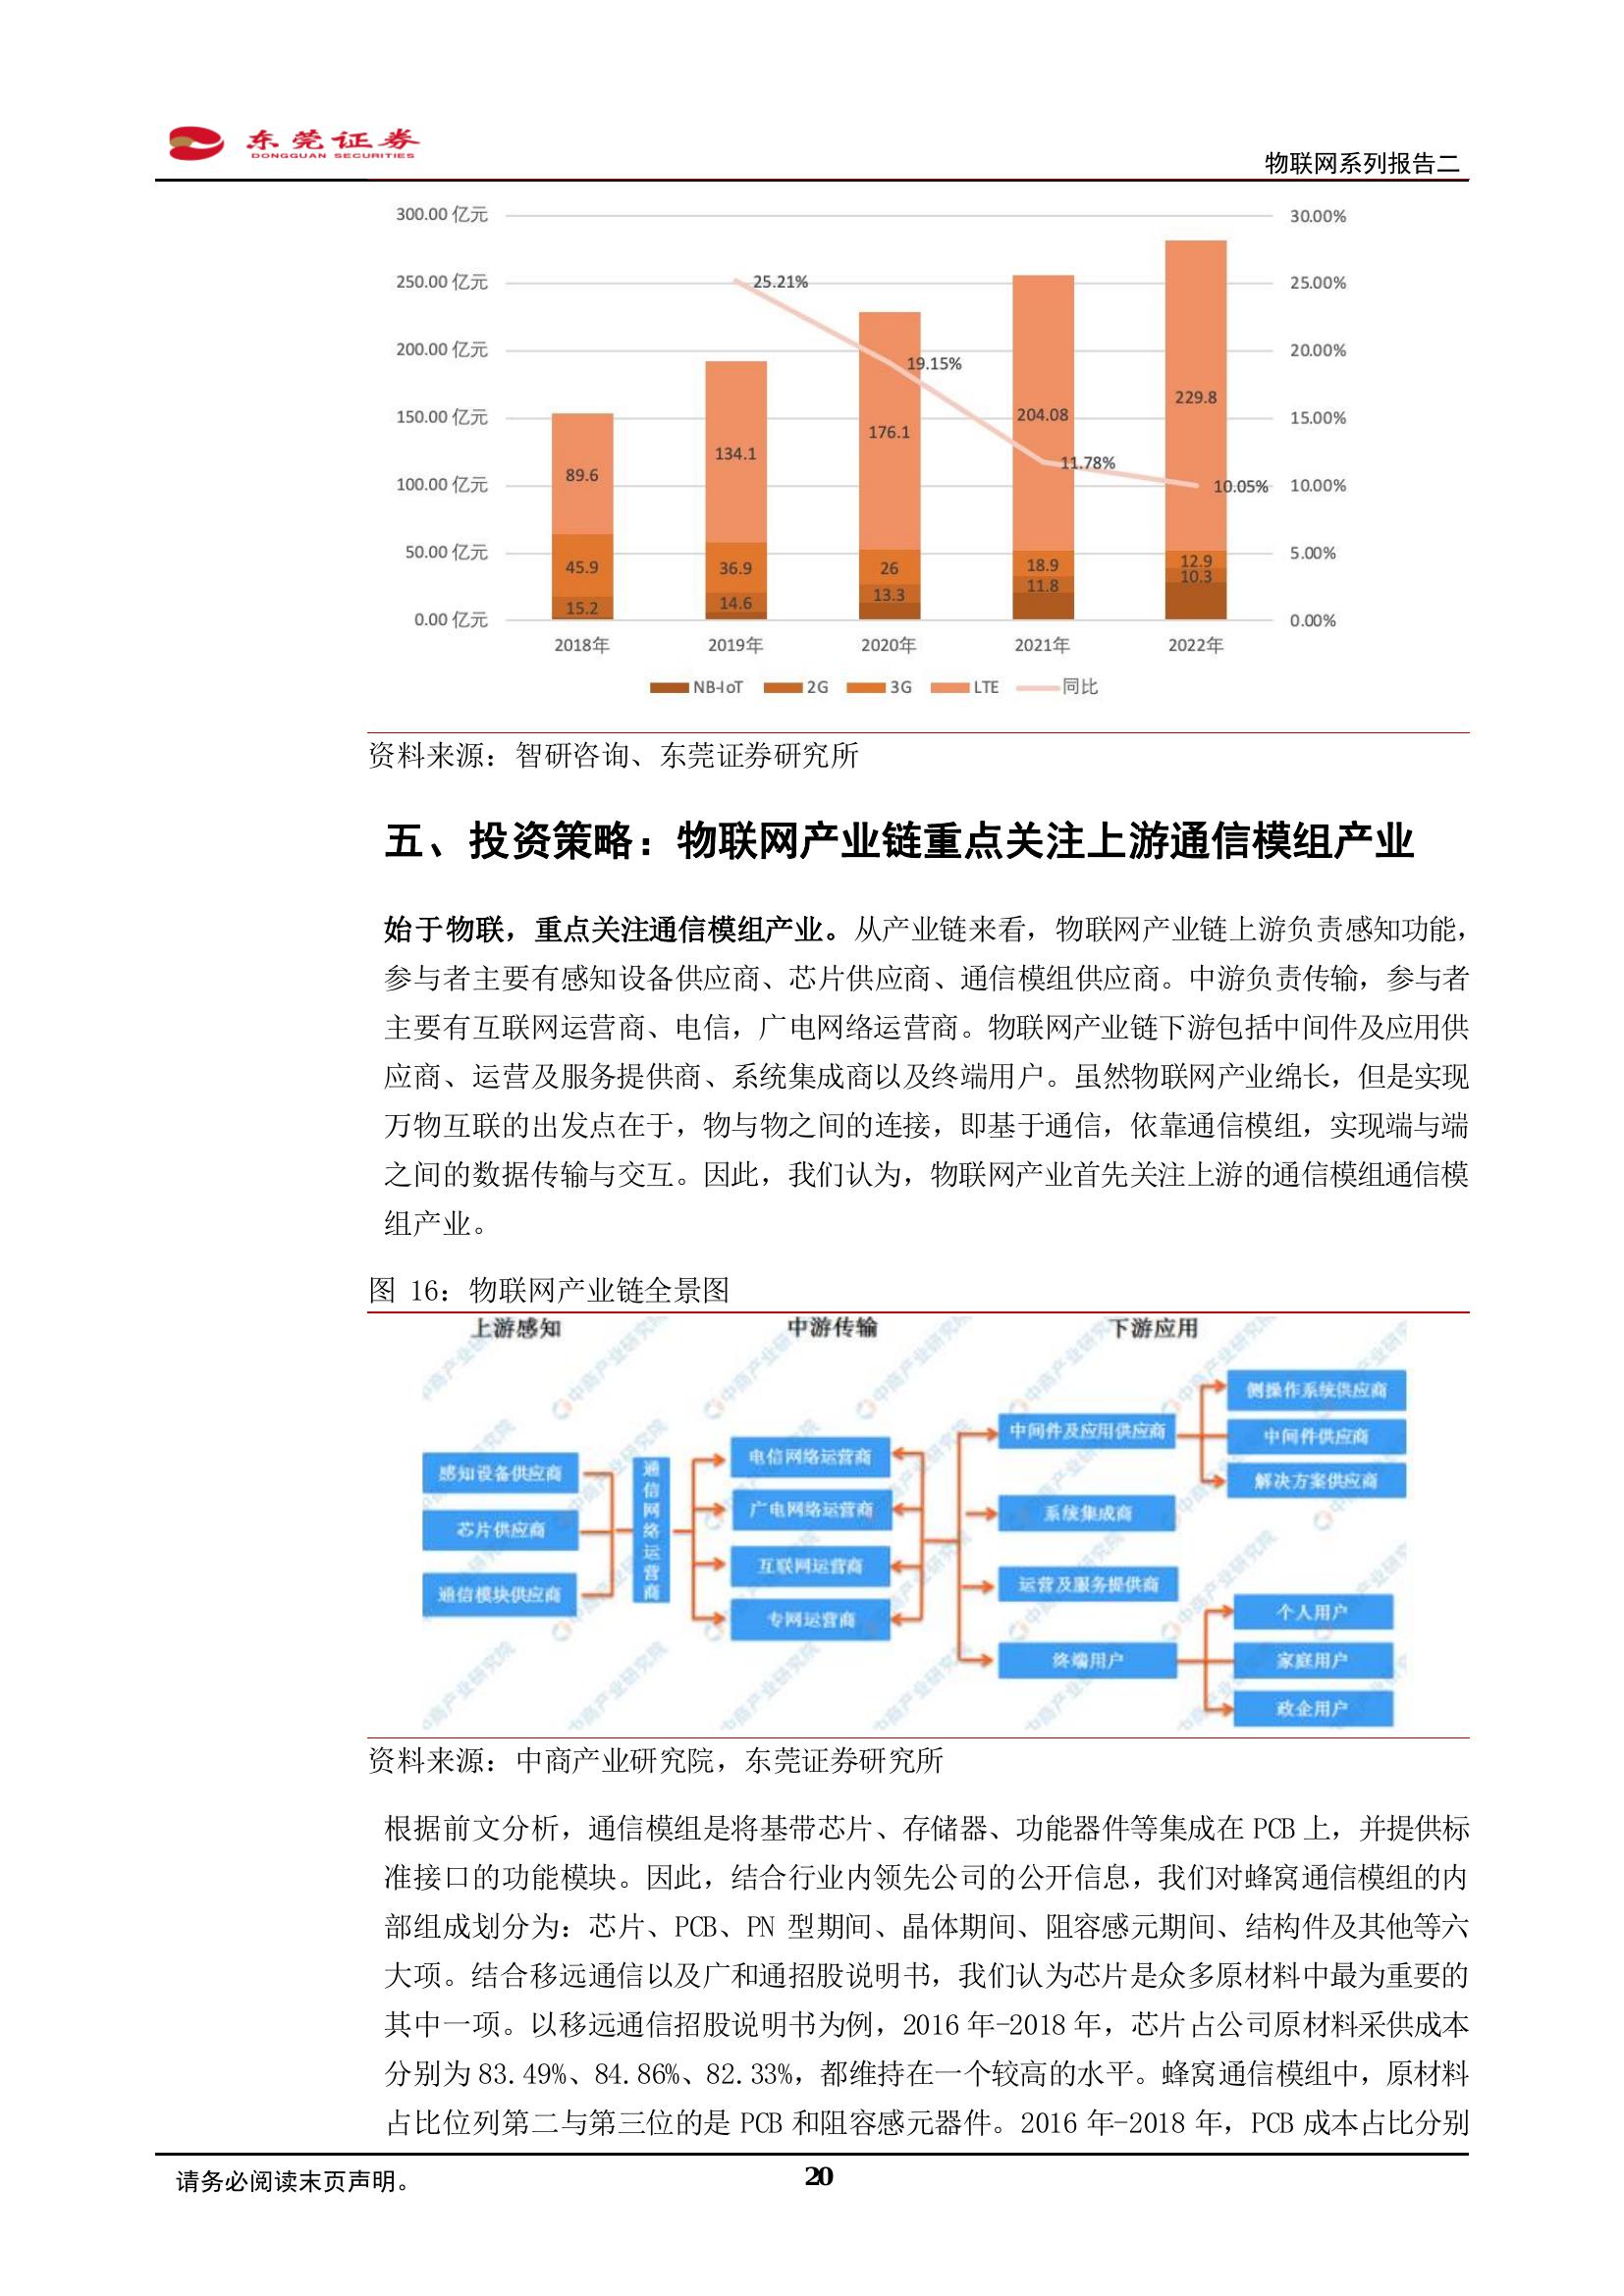 东莞证券
DONGGUAN SECURITIES
物联网系列报告二
300.00 亿元
30.00%
250.00 亿元
25.21%
25.00%
200.00 亿元
19.15%
20.00%
150.00 亿元
15.00%
100.00 亿元
11.78%
10.05%
10.00%
50.00 亿元
5.00%
0.00 亿元
0.00%
89.6
134.1
176.1
204.08
229.8
45.9
36.9
26
18.9
12.9
15.2
14.6
13.3
11.8
10.3
2018年
2019年
2020年
2021年
2022年
NB-IoT
2G
3G
LTE
同比
资料来源：智研咨询、东莞证券研究所
五、投资策略：物联网产业链重点关注上游通信模组产业
始于物联，重点关注通信模组产业。从产业链来看，物联网产业链上游负责感知功能，
参与者主要有感知设备供应商、芯片供应商、通信模组供应商。中游负责传输，参与者
主要有互联网运营商、电信，广电网络运营商。物联网产业链下游包括中间件及应用供
应商、运营及服务提供商、系统集成商以及终端用户。虽然物联网产业绵长，但是实现
万物互联的出发点在于，物与物之间的连接，即基于通信，依靠通信模组，实现端与端
之间的数据传输与交互。因此，我们认为，物联网产业首先关注上游的通信模组通信模
组产业。
图 16：物联网产业链全景图
上游感知
中游传输
下游应用
感知设备供应商
芯片供应商
通信模块供应商
通信网络运营商
电信网络运营商
广电网络运营商
互联网运营商
专网运营商
中间件及应用供应商
系统集成商
运营及服务提供商
终端用户
侧操作系统供应商
中间件供应商
解决方案供应商
个人用户
家庭用户
政企用户
中商产业研究院
资料来源：中商产业研究院，东莞证券研究所
根据前文分析，通信模组是将基带芯片、存储器、功能器件等集成在 PCB 上，并提供标
准接口的功能模块。因此，结合行业内领先公司的公开信息，我们对蜂窝通信模组的内
部组成划分为：芯片、PCB、PN 型期间、晶体期间、阻容感元期间、结构件及其他等六
大项。结合移远通信以及广和通招股说明书，我们认为芯片是众多原材料中最为重要的
其中一项。以移远通信招股说明书为例，2016 年-2018 年，芯片占公司原材料采供成本
分别为 83.49%、84.86%、82.33%，都维持在一个较高的水平。蜂窝通信模组中，原材料
占比位列第二与第三位的是 PCB 和阻容感元器件。2016 年-2018 年，PCB 成本占比分别
请务必阅读末页声明。
20